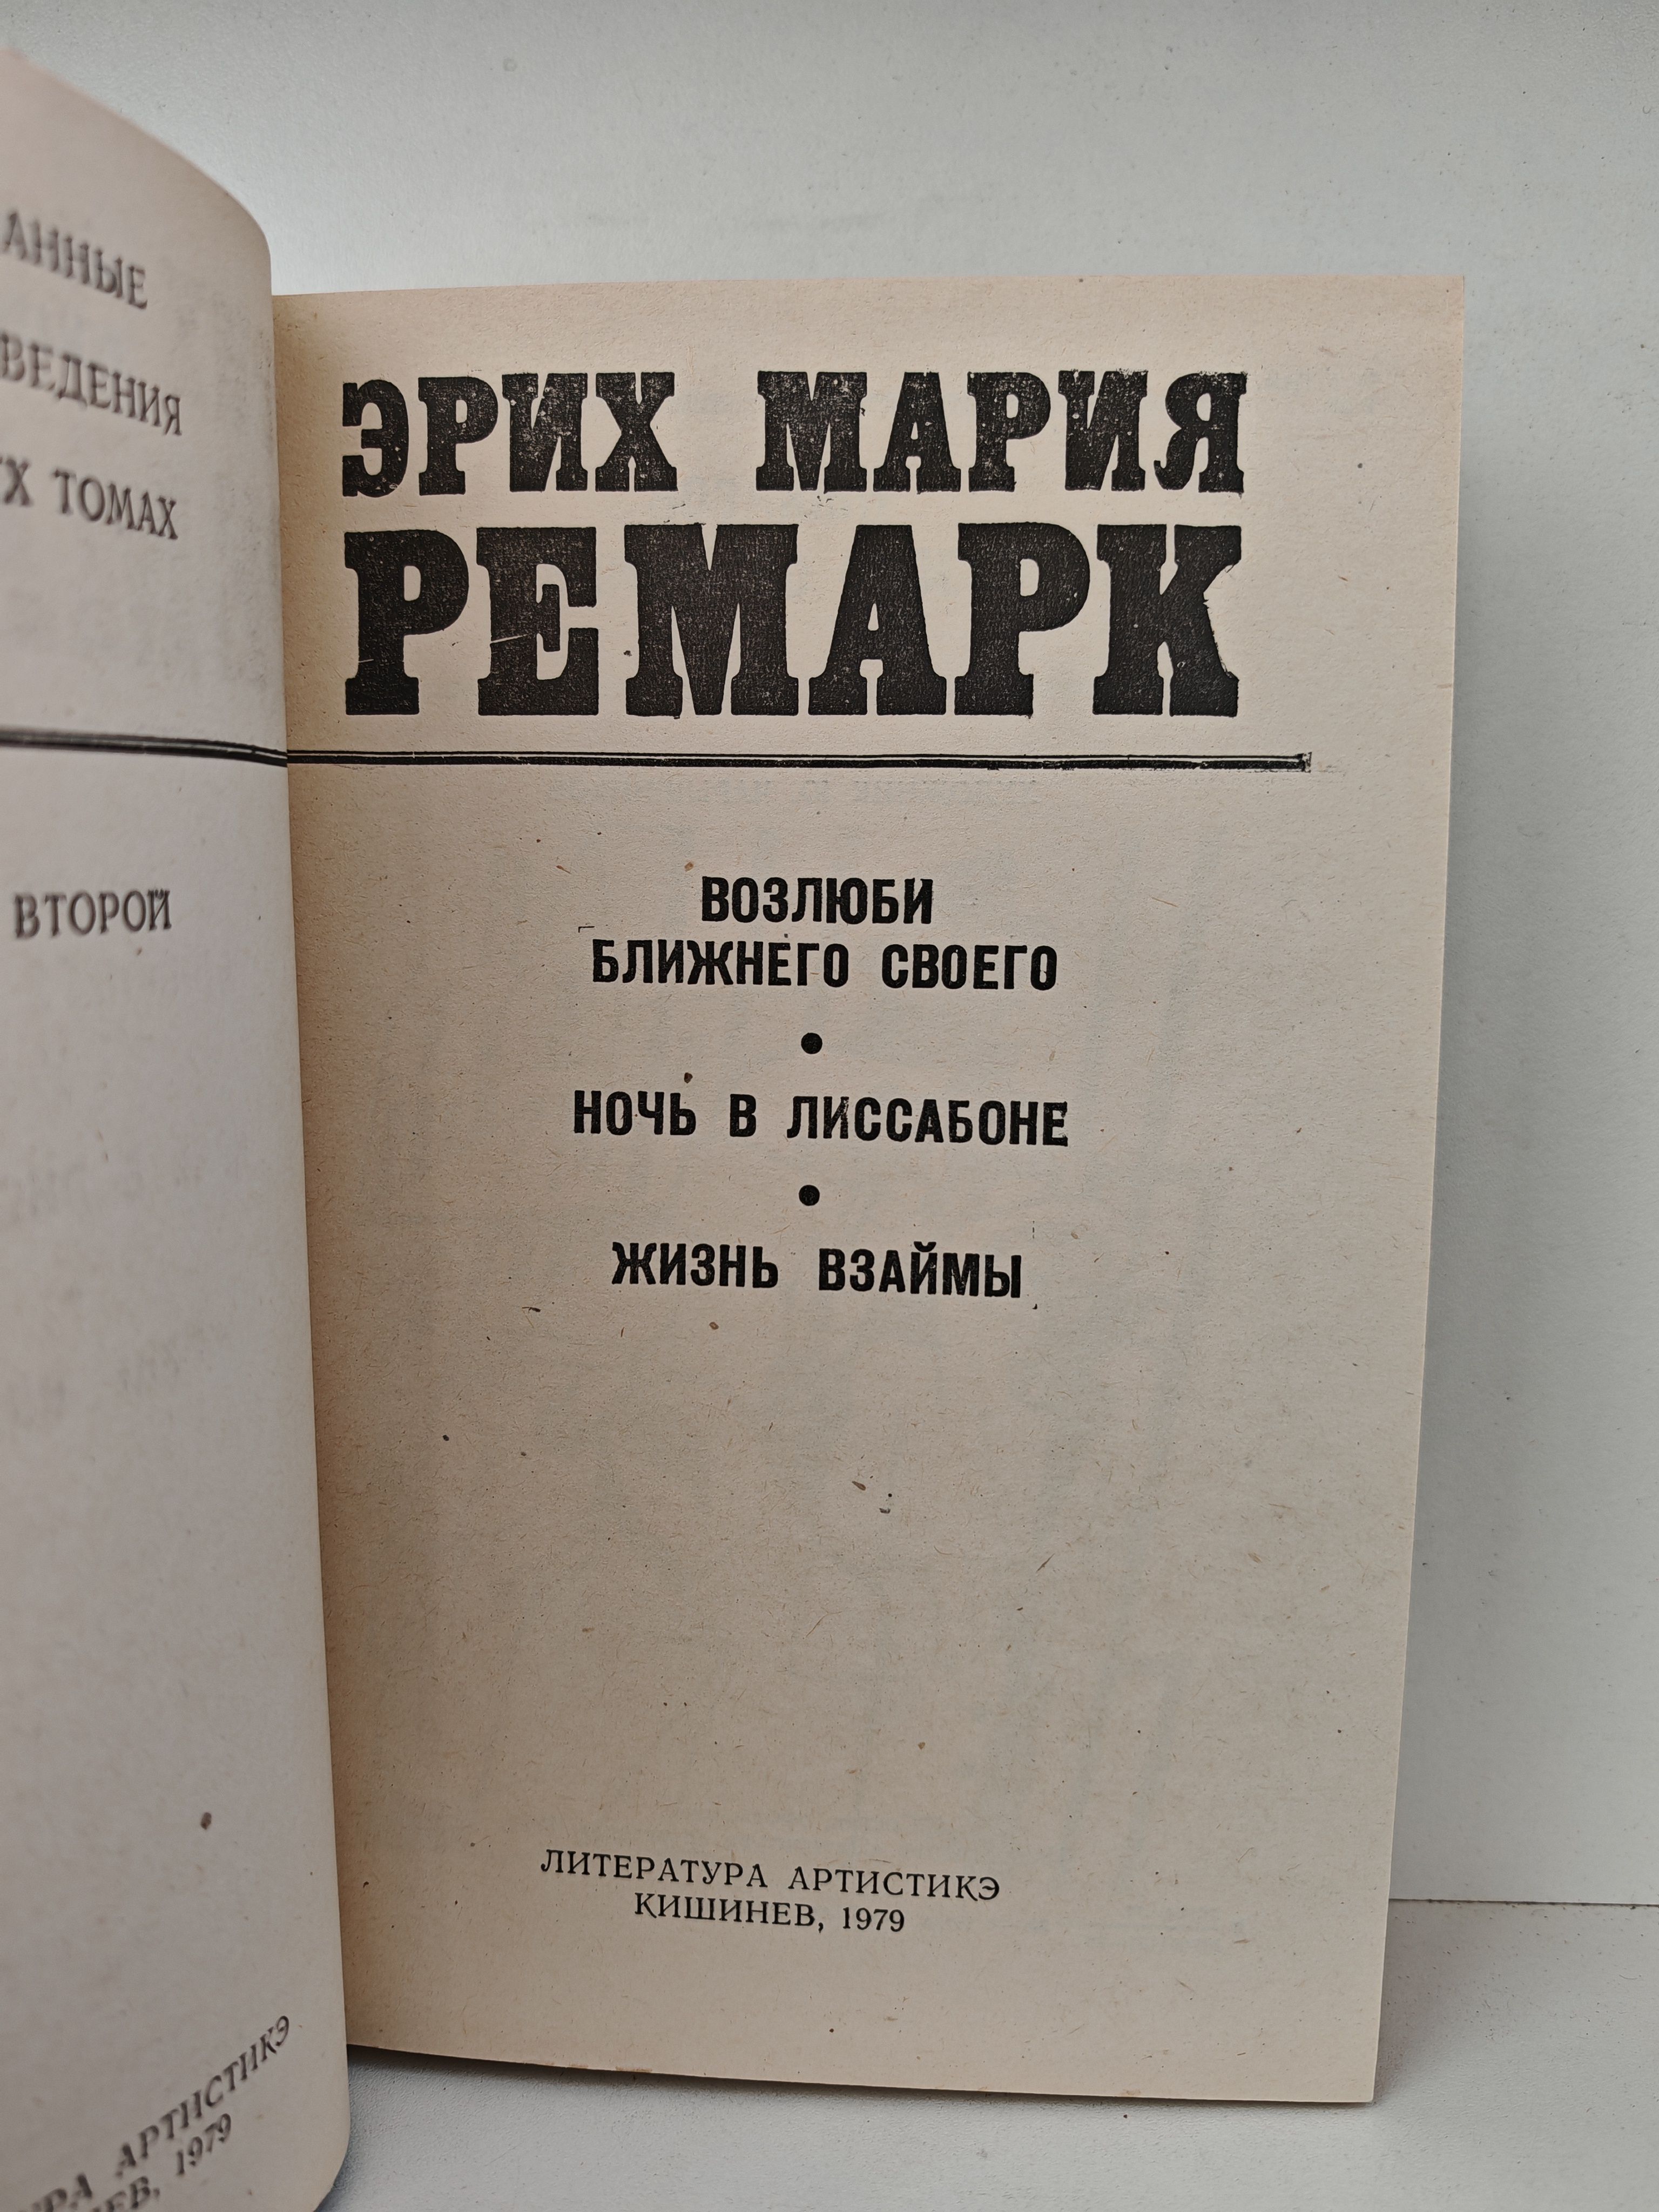 АННЫЕ
ВЕДЕНИЯ
Х ТОМАХ
ВТОРОЙ
АРТИСТИКЭ
1979
ЭРИХ МАРИЯ
РЕМАРК
ВОЗЛЮБИ
БЛИЖНЕГО СВОЕГО
•
НОЧЬ В ЛИССАБОНЕ
•
ЖИЗНЬ ВЗАЙМЫ
ЛИТЕРАТУРА АРТИСТИКЭ
КИШИНЕВ, 1979